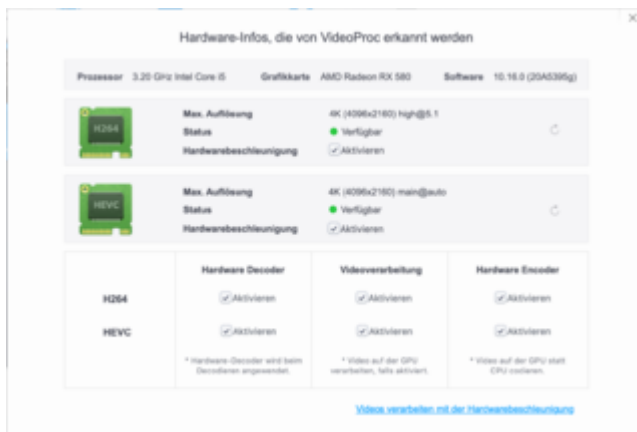 Hardware-Infos, die von VideoProc erkannt werden
Prozessor 3.20 GHz Intel Core i5 Grafikkarte AMD Radeon RX 580 Software 10.16.0 (20A5395g)
H264
Max. Auflösung 4K (4096x2160) high@5.1
Status Verfügbar
Hardwarebeschleunigung Aktivieren
HEVC
Max. Auflösung 4K (4096x2160) main@auto
Status Verfügbar
Hardwarebeschleunigung Aktivieren
Hardware Decoder Videoverarbeitung Hardware Encoder
H264 Aktivieren Aktivieren Aktivieren
HEVC Aktivieren Aktivieren Aktivieren
* Hardware-Decoder wird beim * Video auf der GPU * Video auf der GPU statt
Decodieren angewendet. verarbeiten, falls aktiviert. CPU codieren.
Videos verarbeiten mit der Hardwarebeschleunigung